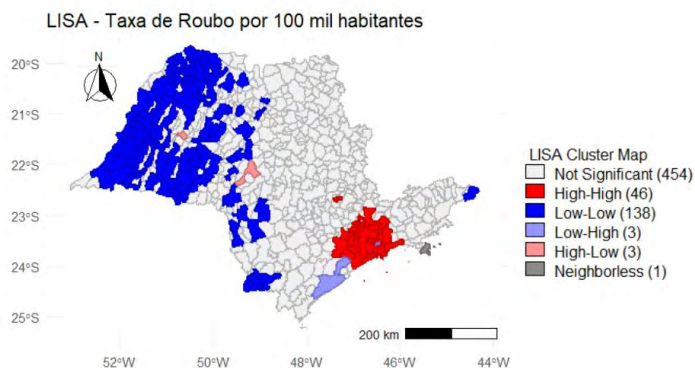 LISA - Taxa de Roubo por 100 mil habitantes
N
20°S
21°S
22°S
23°S
24°S
25°S
52°W
50°W
48°W
46°W
44°W
200 km
LISA Cluster Map
Not Significant (454)
High-High (46)
Low-Low (138)
Low-High (3)
High-Low (3)
Neighborless (1)